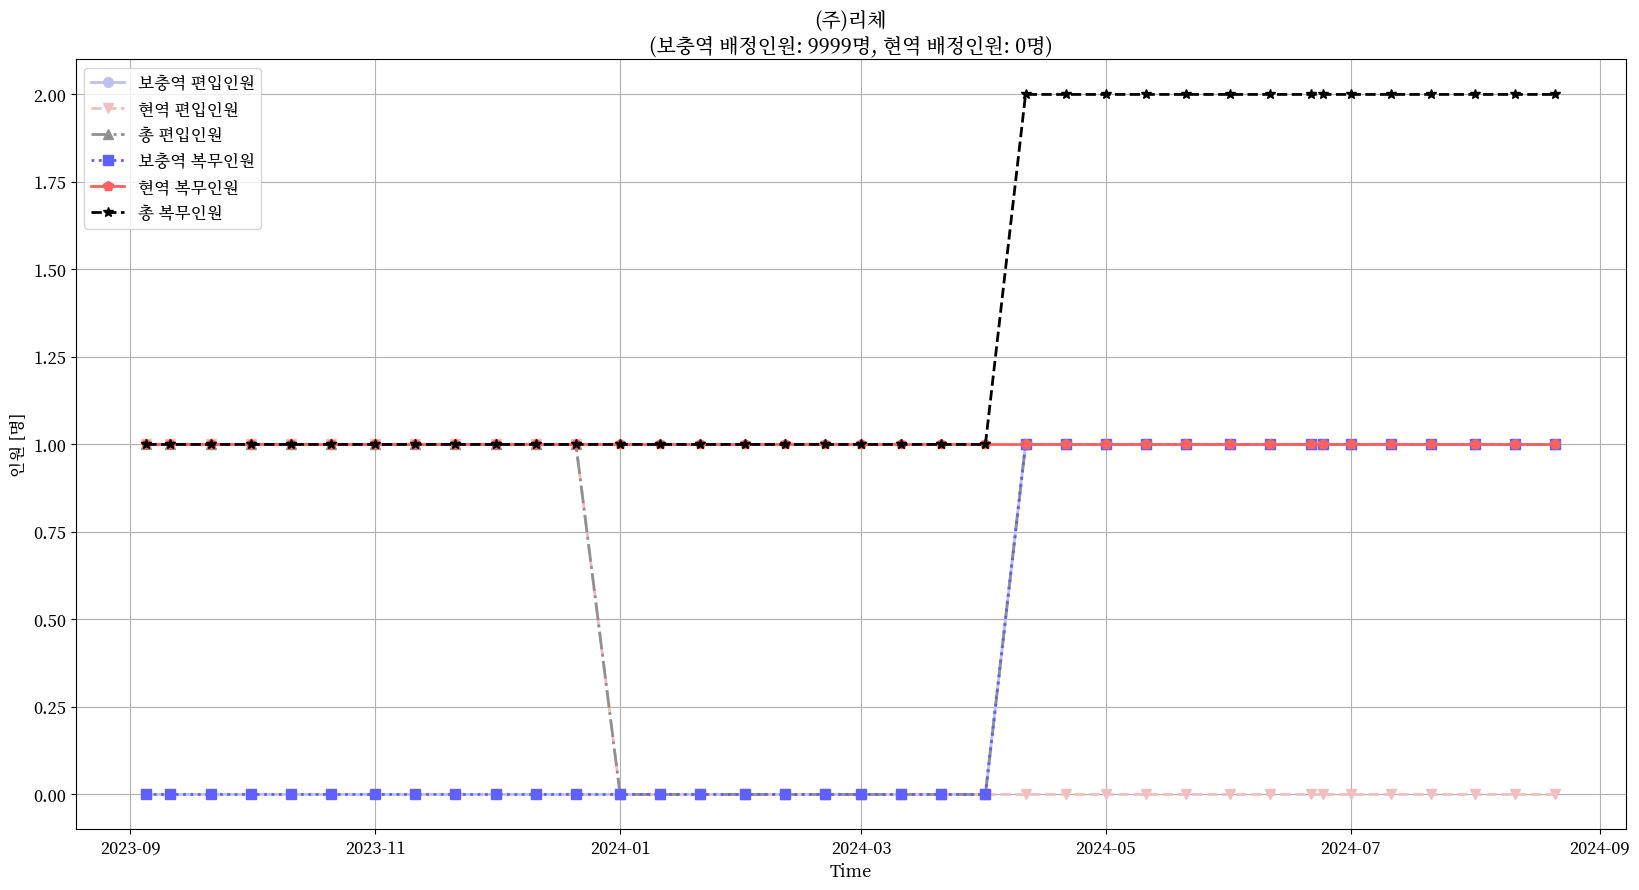 (주)리체
(보충역 배정인원: 9999명, 현역 배정인원: 0명)
보충역 편입인원
현역 편입인원
총 편입인원
보충역 복무인원
현역 복무인원
총 복무인원
2.00
1.75
1.50
1.25
1.00
0.75
0.50
0.25
0.00
인원 [명]
2023-09
2023-11
2024-01
2024-03
2024-05
2024-07
2024-09
Time